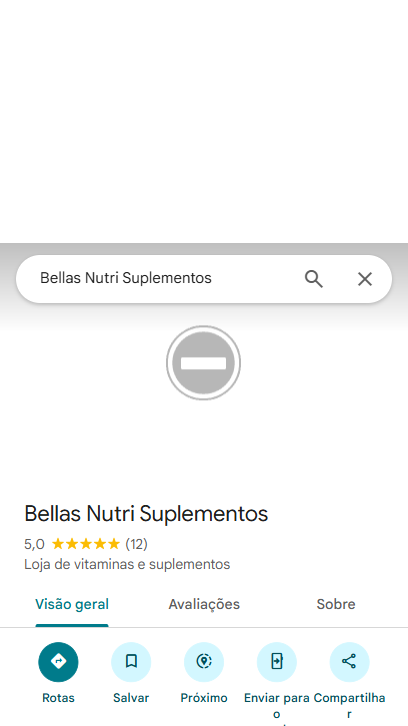 Bellas Nutri Suplementos
Bellas Nutri Suplementos
5,0 (12)
Loja de vitaminas e suplementos
Visão geral Avaliações Sobre
Rotas Salvar Próximo Enviar para o Compartilhar